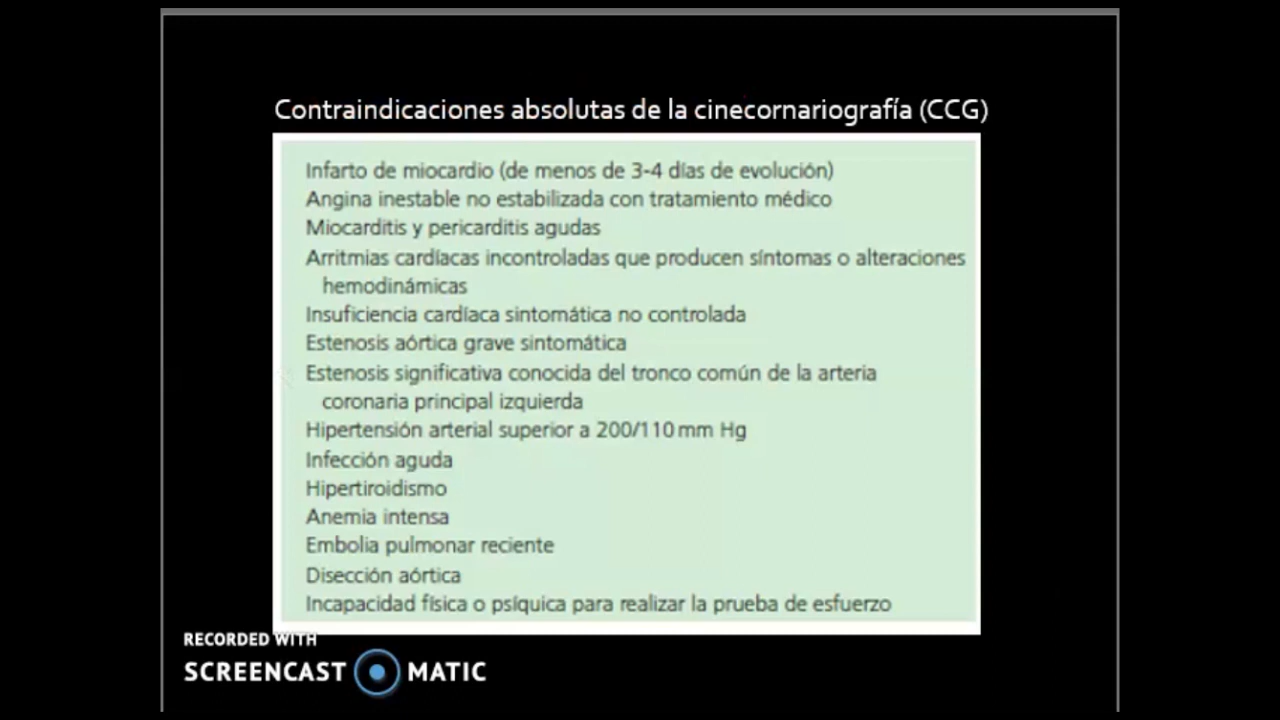 Contraindicaciones absolutas de la cinecornariografía (CCG)
Infarto de miocardio (de menos de 3-4 días de evolución)
Angina inestable no estabilizada con tratamiento médico
Miocarditis y pericarditis agudas
Arritmias cardíacas incontroladas que producen síntomas o alteraciones
hemodinámicas
Insuficiencia cardíaca sintomática no controlada
Estenosis aórtica grave sintomática
Estenosis significativa conocida del tronco común de la arteria
coronaria principal izquierda
Hipertensión arterial superior a 200/110 mm Hg
Infección aguda
Hipertiroidismo
Anemia intensa
Embolia pulmonar reciente
Disección aórtica
Incapacidad física o psíquica para realizar la prueba de esfuerzo
RECORDED WITH
SCREENCAST MATIC